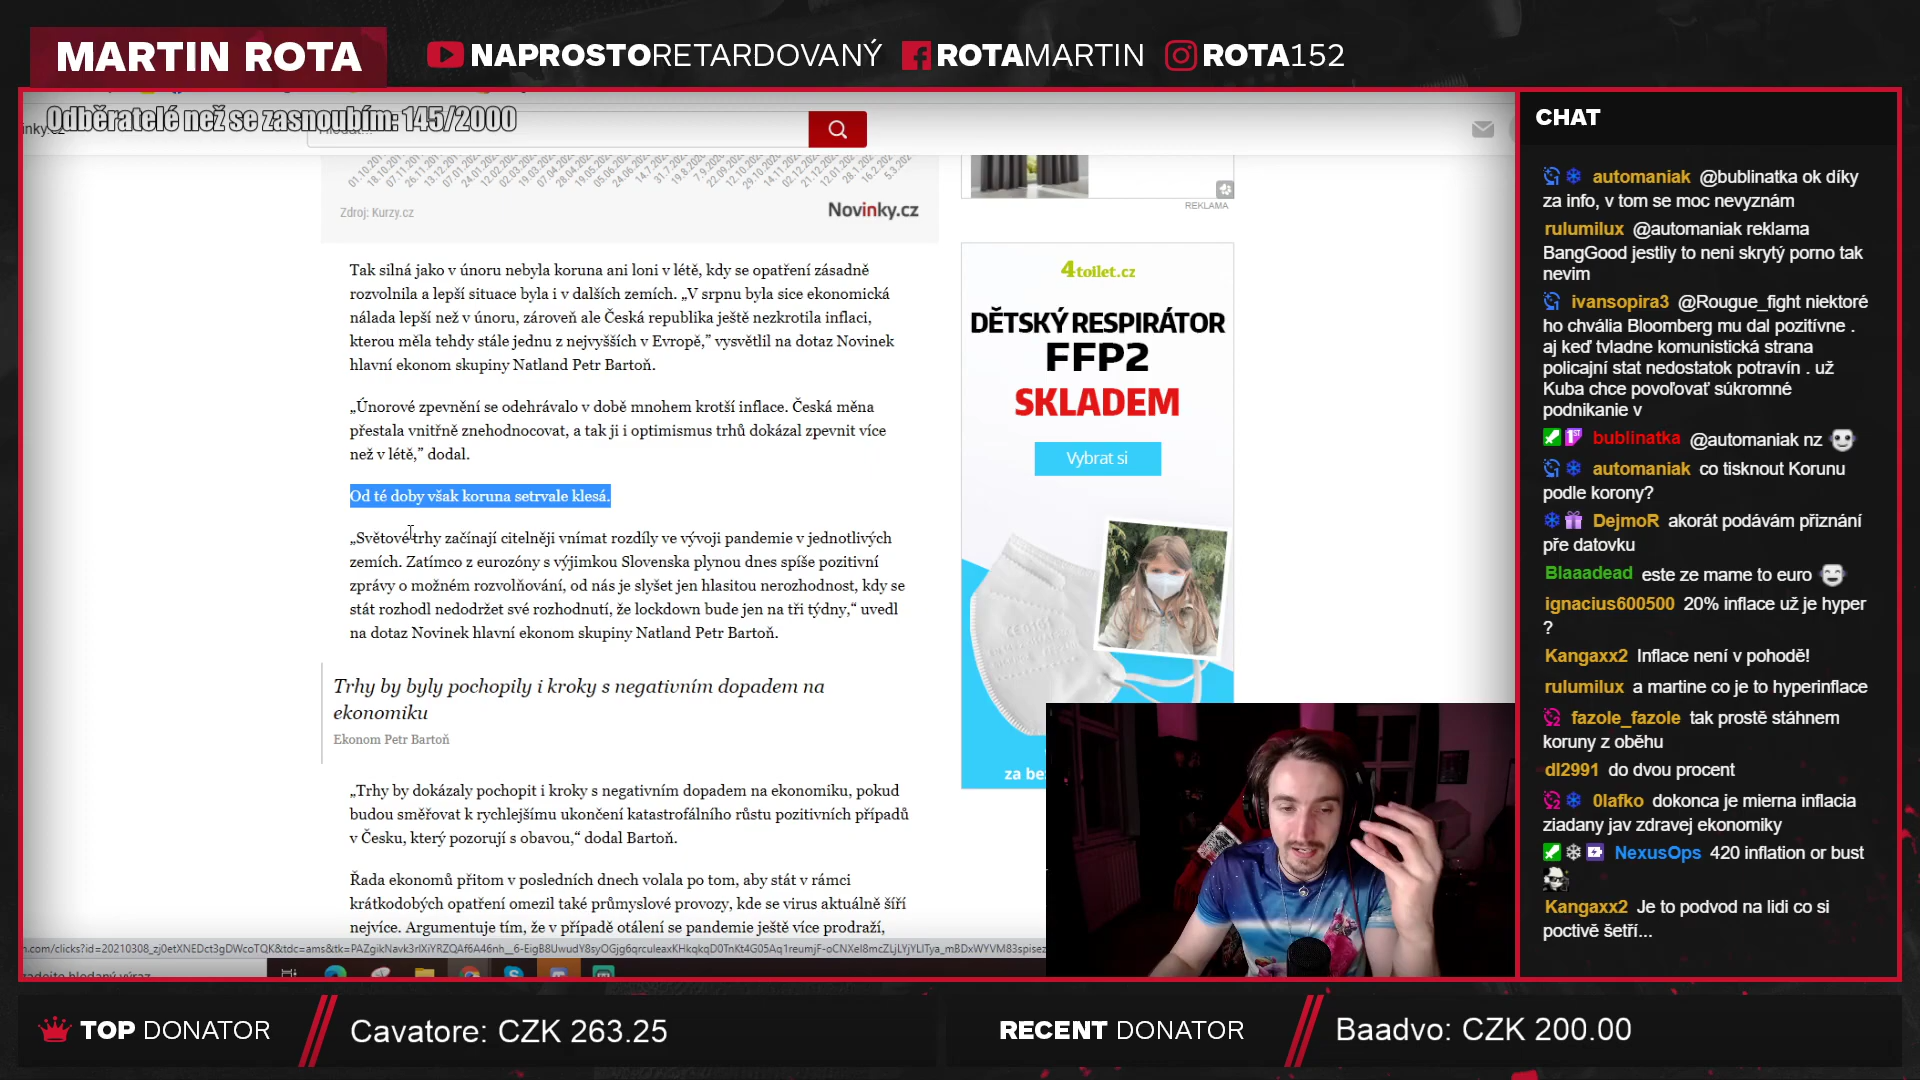 MARTIN ROTA
NAPROSTORETARDOVANÝ
ROTAMARTIN
ROTA152
Odběratelé než se zasnoubím: 145/2000
Zdroj: Kurzy.cz
Novinky.cz
REKLAMA
Tak silná jako v únoru nebyla koruna ani loni v létě, kdy se opatření zásadně
rozvolnila a lepší situace byla i v dalších zemích. „V srpnu byla sice ekonomická
nálada lepší než v únoru, zároveň ale Česká republika ještě nezkrotila inflaci,
kterou měla tehdy stále jednu z nejvyšších v Evropě,” vysvětlil na dotaz Novinek
hlavní ekonom skupiny Natland Petr Bartoň.
„Únorové zpevnění se odehrávalo v době mnohem krotší inflace. Česká měna
přestala vnitřně znehodnocovat, a tak ji i optimismus trhů dokázal zpevnit více
než v létě,” dodal.
Od té doby však koruna setrvale klesá.
„Světové trhy začínají citelněji vnímat rozdíly ve vývoji pandemie v jednotlivých
zemích. Zatímco z eurozóny s výjimkou Slovenska plynou dnes spíše pozitivní
zprávy o možném rozvolňování, od nás je slyšet jen hlasitou nerozhodnost, kdy se
stát rozhodl nedodržet své rozhodnutí, že lockdown bude jen na tři týdny,“ uvedl
na dotaz Novinek hlavní ekonom skupiny Natland Petr Bartoň.
Trhy by byly pochopily i kroky s negativním dopadem na
ekonomiku
Ekonom Petr Bartoň
„Trhy by dokázaly pochopit i kroky s negativním dopadem na ekonomiku, pokud
budou směřovat k rychlejšímu ukončení katastrofálního růstu pozitivních případů
v Česku, který pozorují s obavou,“ dodal Bartoň.
Řada ekonomů přitom v posledních dnech volala po tom, aby stát v rámci
krátkodobých opatření omezil také průmyslové provozy, kde se virus aktuálně šíří
nejvíce. Argumentuje tím, že v případě otálení se pandemie ještě více prodraží,
4toilet.cz
DĚTSKÝ RESPIRÁTOR
FFP2
SKLADEM
Vybrat si
za be
CHAT
automaniak @bublinatka ok díky
za info, v tom se moc nevyznám
rulumilux @automaniak reklama
BangGood jestliy to neni skrytý porno tak
nevim
ivansopira3 @Rougue_fight niektoré
ho chvália Bloomberg mu dal pozitívne .
aj keď tvladne komunistická strana
policajní stat nedostatok potravín . už
Kuba chce povoľovať súkromné
podnikanie v
bublinatka @automaniak nz
automaniak co tisknout Korunu
podle korony?
DejmoR akorát podávám přiznání
pře datovku
Blaaadead este ze mame to euro
ignacius600500 20% inflace už je hyper
?
Kangaxx2 Inflace není v pohodě!
rulumilux a martine co je to hyperinflace
fazole_fazole tak prostě stáhnem
koruny z oběhu
dl2991 do dvou procent
0lafko dokonca je mierna inflacia
ziadany jav zdravej ekonomiky
NexusOps 420 inflation or bust
Kangaxx2 Je to podvod na lidi co si
poctivě šetří...
TOP DONATOR
Cavatore: CZK 263.25
RECENT DONATOR
Baadvo: CZK 200.00